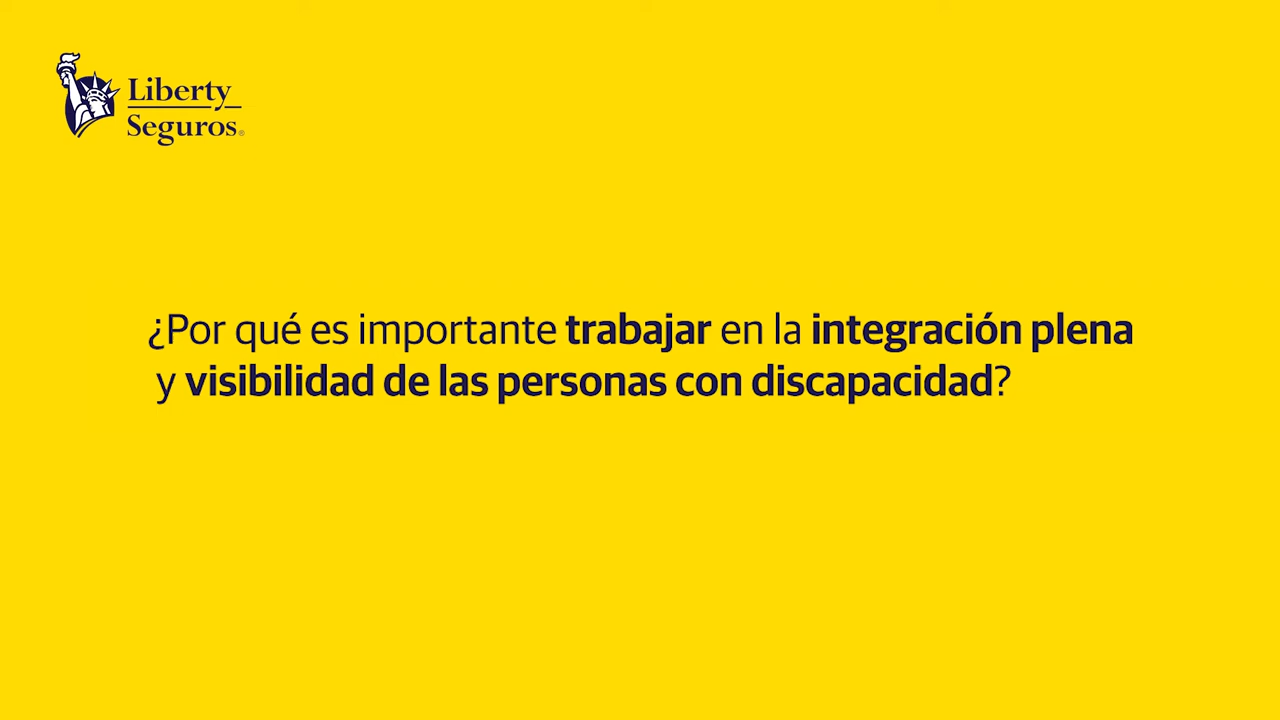 Liberty
Seguros®
¿Por qué es importante trabajar en la integración plena
y visibilidad de las personas con discapacidad?